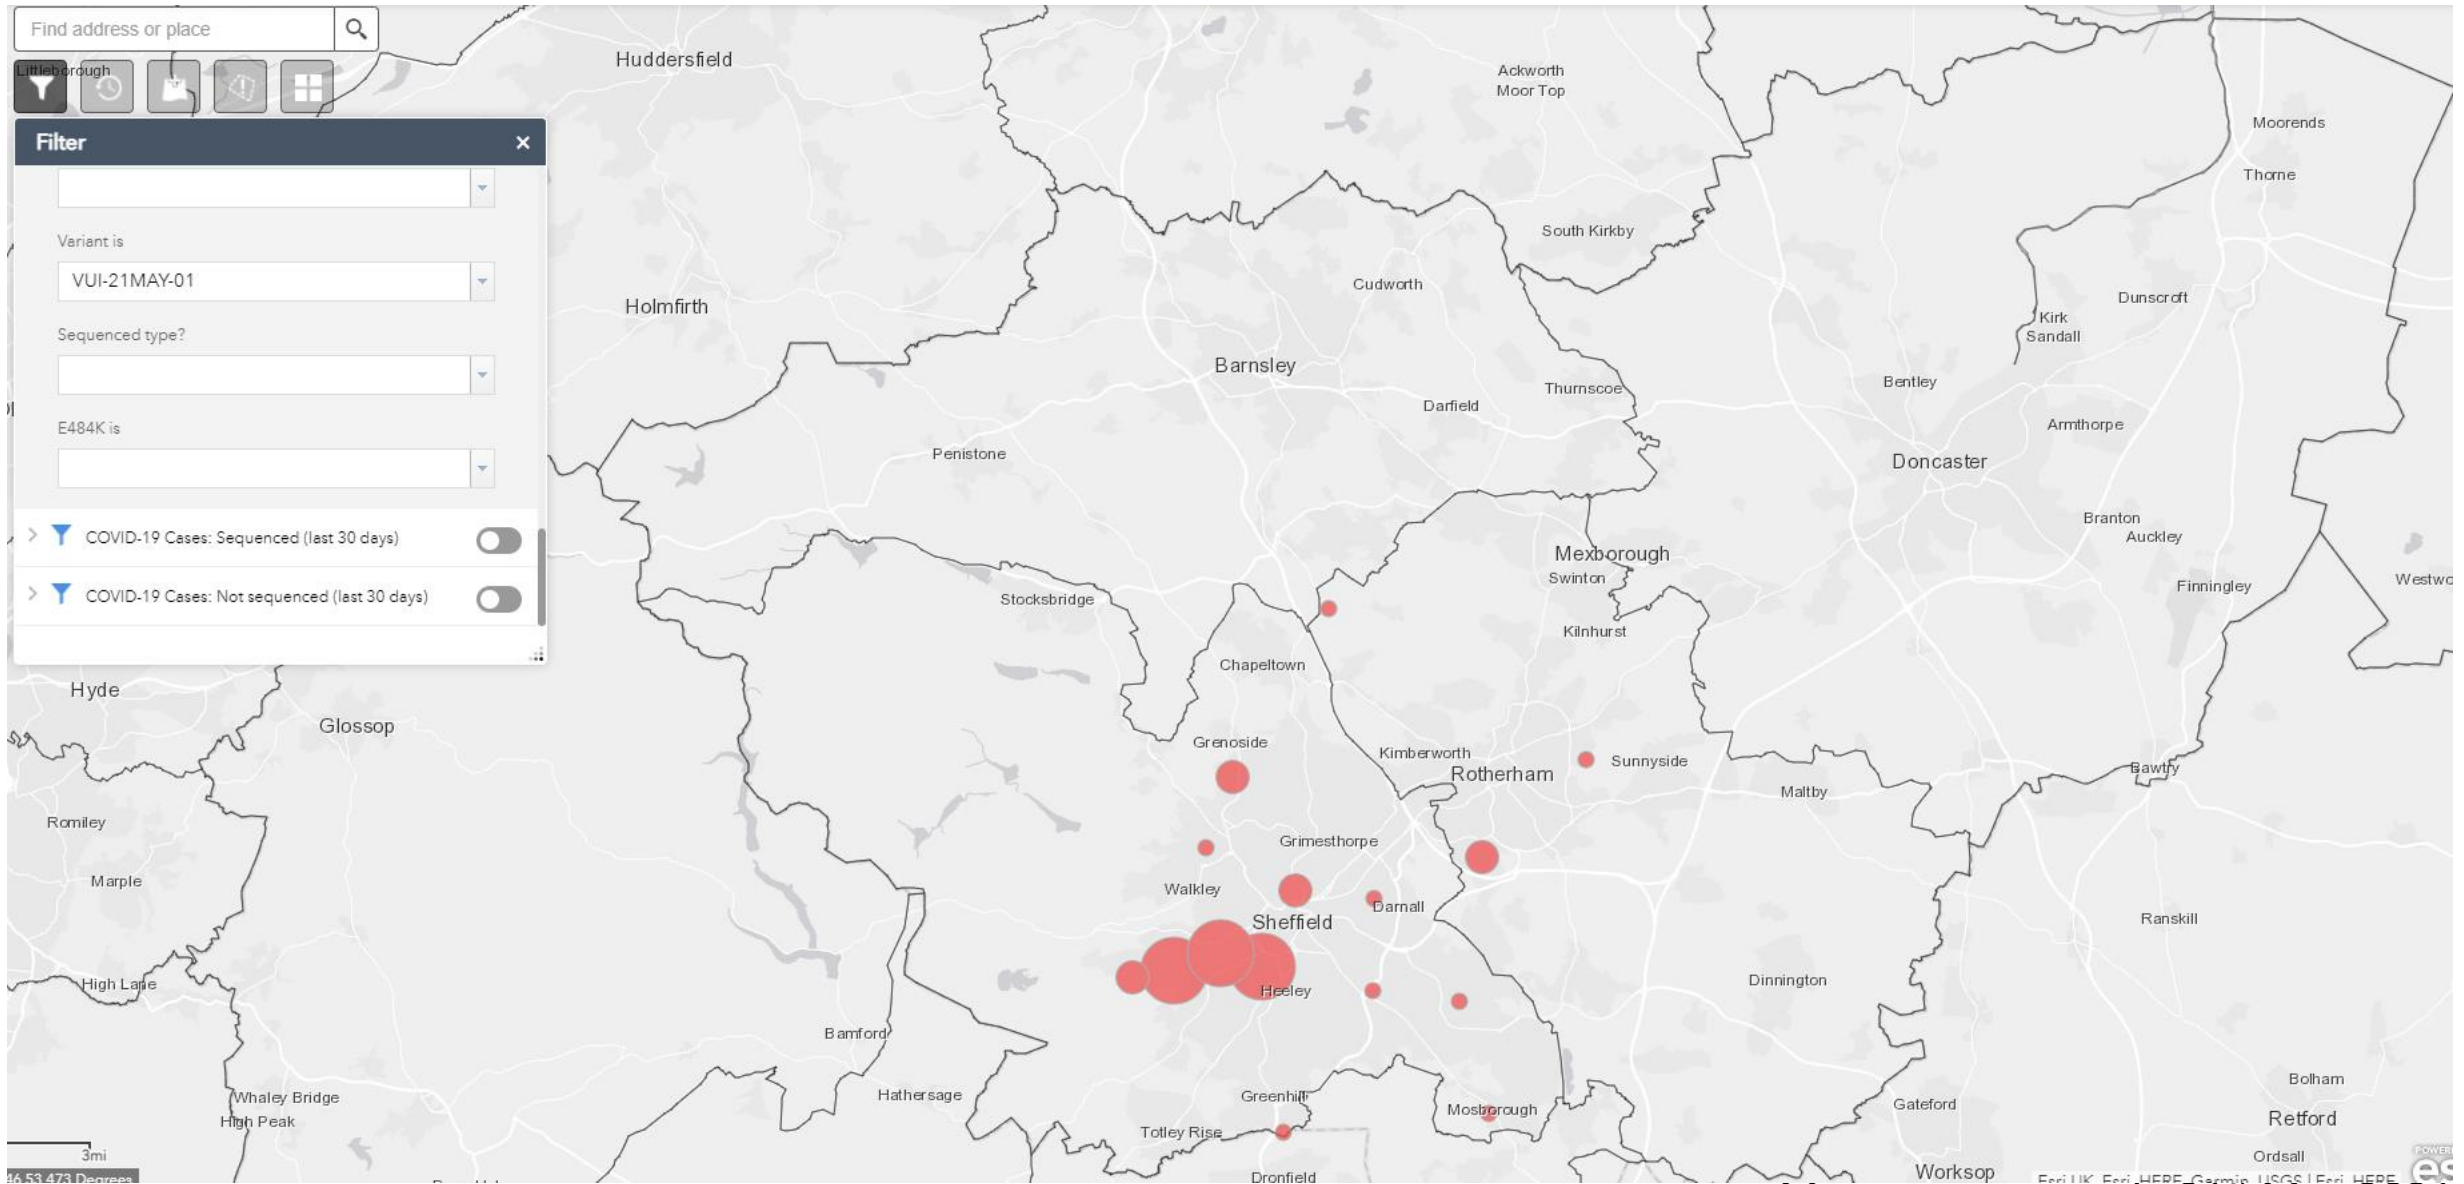 Find address or place
Littleborough
Filter
Variant is
VUI-21MAY-01
Sequenced type?
E484K is
COVID-19 Cases: Sequenced (last 30 days)
COVID-19 Cases: Not sequenced (last 30 days)
Huddersfield
Ackworth
Moor Top
Moorends
Thorne
South Kirkby
Cudworth
Holmfirth
Dunscroft
Kirk
Sandall
Barnsley
Thurnscoe
Bentley
Darfield
Armthorpe
Penistone
Doncaster
Branton
Auckley
Mexborough
Swinton
Finningley
Stocksbridge
Kilnhurst
Chapeltown
Hyde
Glossop
Grenoside
Kimberworth
Rotherham
Sunnyside
Bawtry
Maltby
Romiley
Grimesthorpe
Marple
Walkley
Darnall
Sheffield
Ranskill
High Lane
Heeley
Dinnington
Bamford
Whaley Bridge
High Peak
Hathersage
Greenhill
Mosborough
Gateford
Bolham
Retford
Totley Rise
Ordsall
3mi
Dronfield
Worksop
46 53.473 Degrees